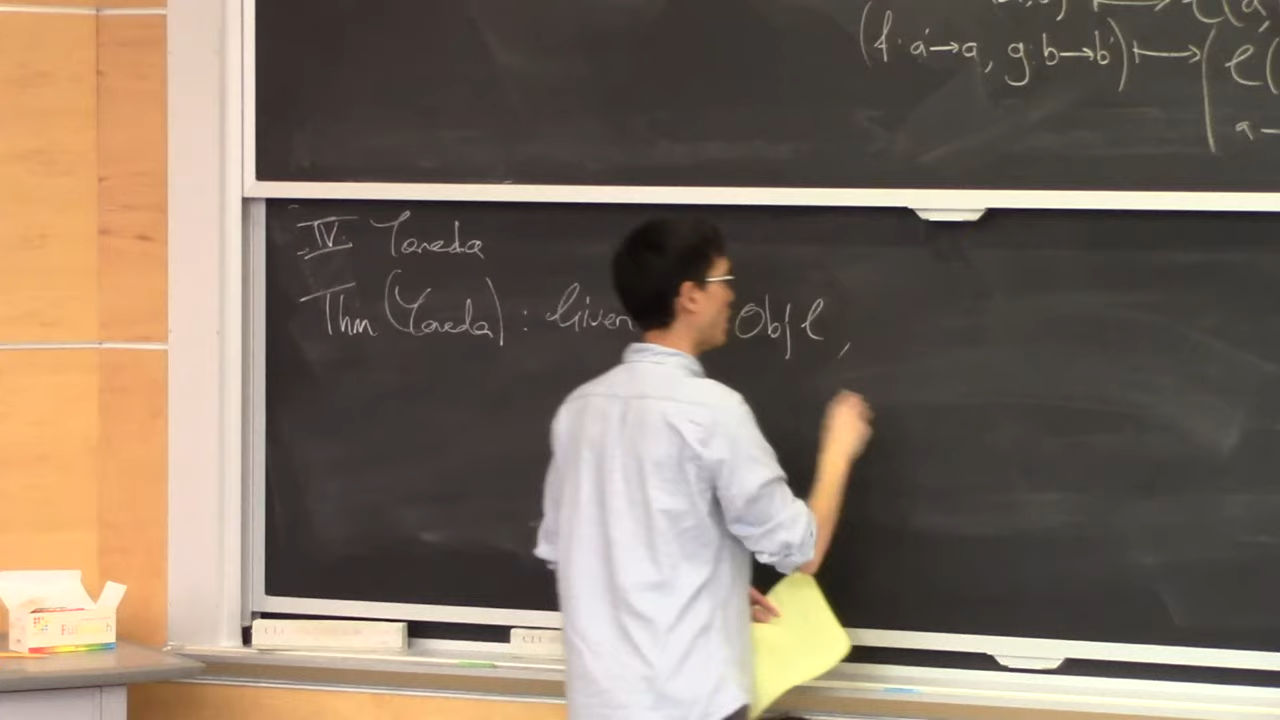 (f: a'→a, g: b→b') ⟼ ( C(
a
IV. Yoneda
Thm (Yoneda): Given Obj C,